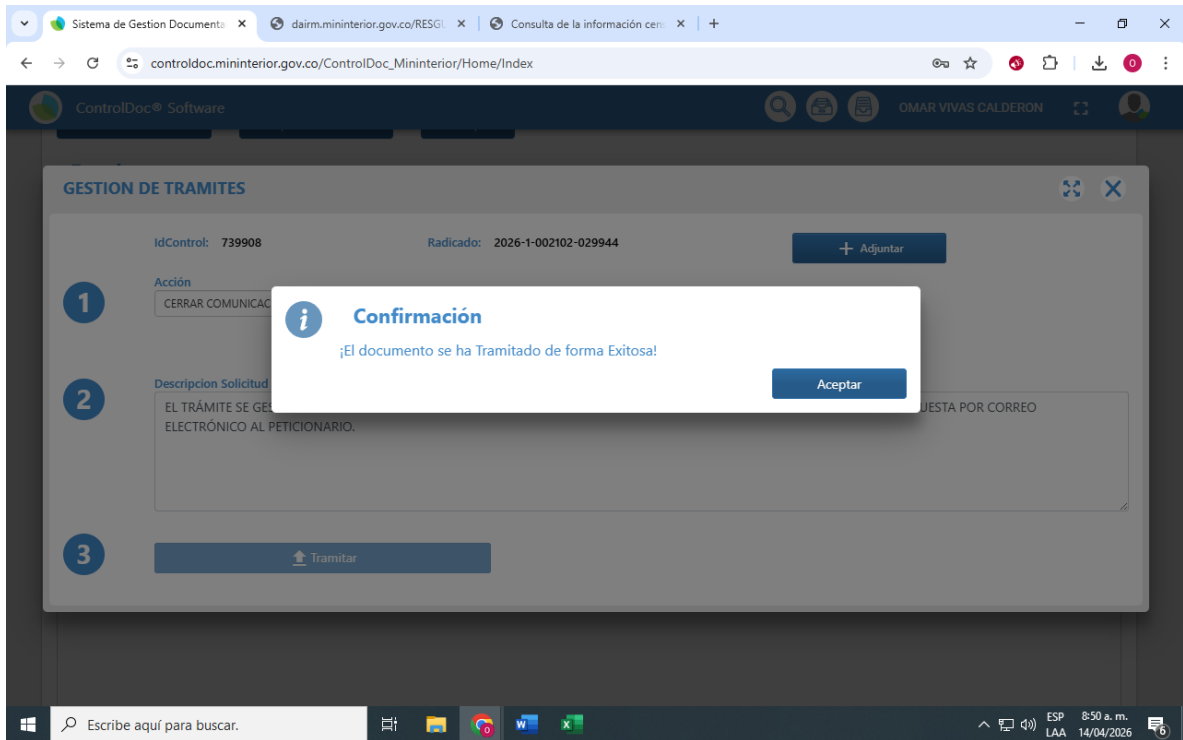 Sistema de Gestion Documenta
dairm.mininterior.gov.co/RESGU
Consulta de la información cens
controldoc.mininterior.gov.co/ControlDoc_Mininterior/Home/Index
O
ControlDoc® Software
OMAR VIVAS CALDERON
GESTION DE TRAMITES
IdControl: 739908 Radicado: 2026-1-002102-029944
Adjuntar
1
Acción
CERRAR COMUNICAC
Confirmación
¡El documento se ha Tramitado de forma Exitosa!
Aceptar
2
Descripcion Solicitud
EL TRÁMITE SE GES UESTA POR CORREO
ELECTRÓNICO AL PETICIONARIO.
3
Tramitar
Escribe aquí para buscar.
ESP 8:50 a. m.
LAA 14/04/2026
6